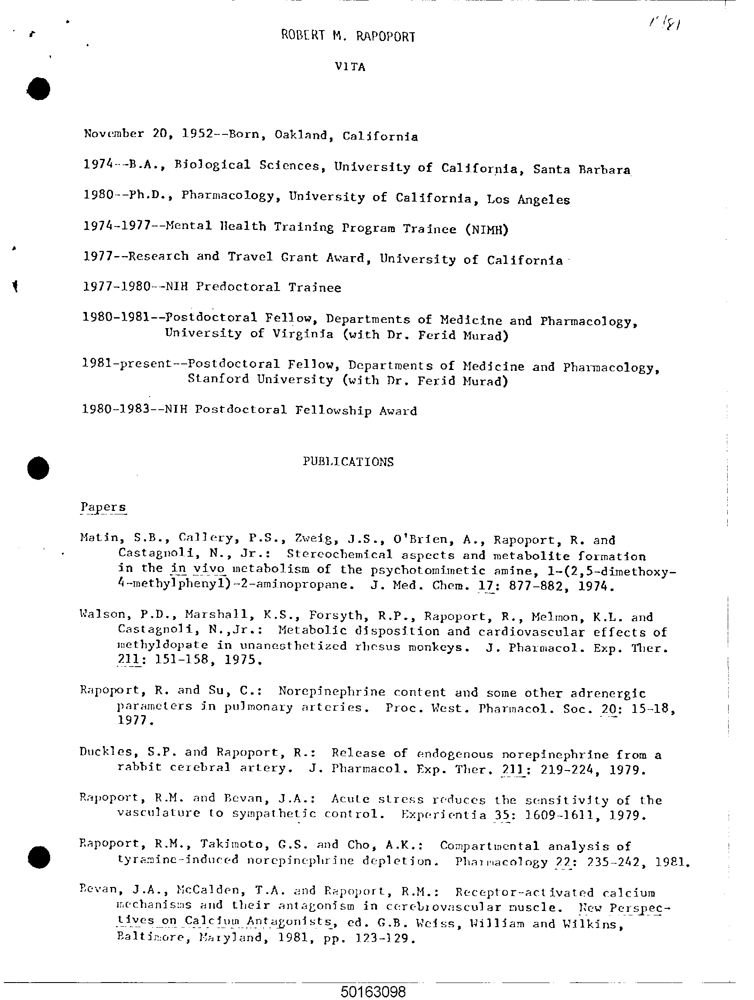 ROBERT M. RAPOPORT
VITA
November 20, 1952--Born, Oakland, California
1974--B.A., Biological Sciences, University of California, Santa Barbara
1980--Ph.D., Pharmacology, University of California, Los Angeles
1974-1977--Mental Health Training Program Trainee (NIMH)
1977--Research and Travel Grant Award, University of California
1977-1980--NIH Predoctoral Trainee
1980-1981--Postdoctoral Fellow, Departments of Medicine and Pharmacology,
University of Virginia (with Dr. Ferid Murad)
1981-present--Postdoctoral Fellow, Departments of Medicine and Pharmacology,
Stanford University (with Dr. Ferid Murad)
1980-1983--NIH Postdoctoral Fellowship Award
PUBLICATIONS
Papers
Matin, S.B., Callery, P.S., Zweig, J.S., O'Brien, A., Rapoport, R. and
Castagnoli, N., Jr.: Stereochemical aspects and metabolite formation
in the in vivo metabolism of the psychotomimetic amine, 1-(2,5-dimethoxy-
4-methylphenyl)-2-aminopropane. J. Med. Chem. 17: 877-882, 1974.
Walson, P.D., Marshall, K.S., Forsyth, R.P., Rapoport, R., Melmon, K.L. and
Castagnoli, N.,Jr.: Metabolic disposition and cardiovascular effects of
methyldopate in unanesthetized rhesus monkeys. J. Pharmacol. Exp. Ther.
211: 151-158, 1975.
Rapoport, R. and Su, C.: Norepinephrine content and some other adrenergic
parameters in pulmonary arteries. Proc. West. Pharmacol. Soc. 20: 15-18,
1977.
Duckles, S.P. and Rapoport, R.: Release of endogenous norepinephrine from a
rabbit cerebral artery. J. Pharmacol. Exp. Ther. 211: 219-224, 1979.
Rapoport, R.M. and Bevan, J.A.: Acute stress reduces the sensitivity of the
vasculature to sympathetic control. Experientia 35: 1609-1611, 1979.
Rapoport, R.M., Takimoto, G.S. and Cho, A.K.: Compartmental analysis of
tyramine-induced norepinephrine depletion. Pharmacology 22: 235-242, 1981.
Bevan, J.A., McCalden, T.A. and Rapoport, R.M.: Receptor-activated calcium
mechanisms and their antagonism in cerebrovascular muscle. New Perspec-
tives on Calcium Antagonists, ed. G.B. Weiss, William and Wilkins,
Baltimore, Maryland, 1981, pp. 123-129.
50163098